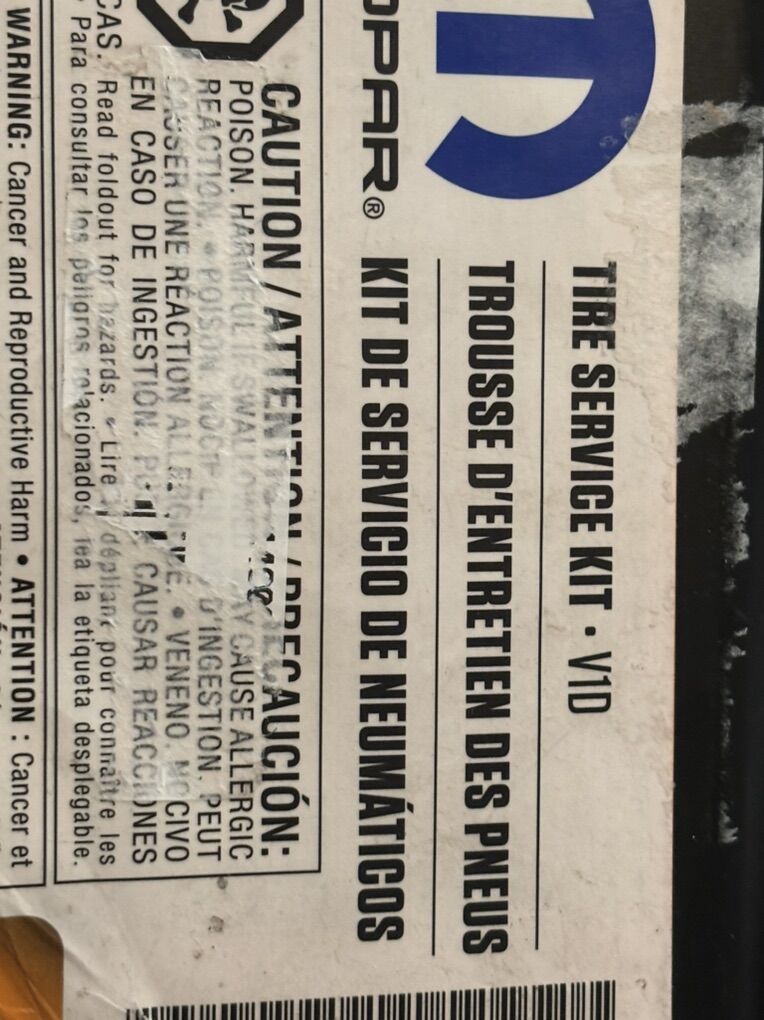 OPAR®
TIRE SERVICE KIT • V1D
TROUSSE D'ENTRETIEN DES PNEUS
KIT DE SERVICIO DE NEUMÁTICOS
CAUTION / ATTENTION / PRECAUCIÓN:
POISON. HARMFUL IF SWALLOWED. MAY CAUSE ALLERGIC
REACTION. • POISON. NOCIF D'INGESTION. PEUT
CAUSER UNE RÉACTION ALLERGIQUE. • VENENO. NOCIVO
EN CASO DE INGESTIÓN. CAUSAR REACCIONES
CAS. Read foldout for hazards. • Lire dépliant pour connaître les
Para consultar los peligros relacionados, lea la etiqueta desplegable.
WARNING: Cancer and Reproductive Harm • ATTENTION : Cancer et